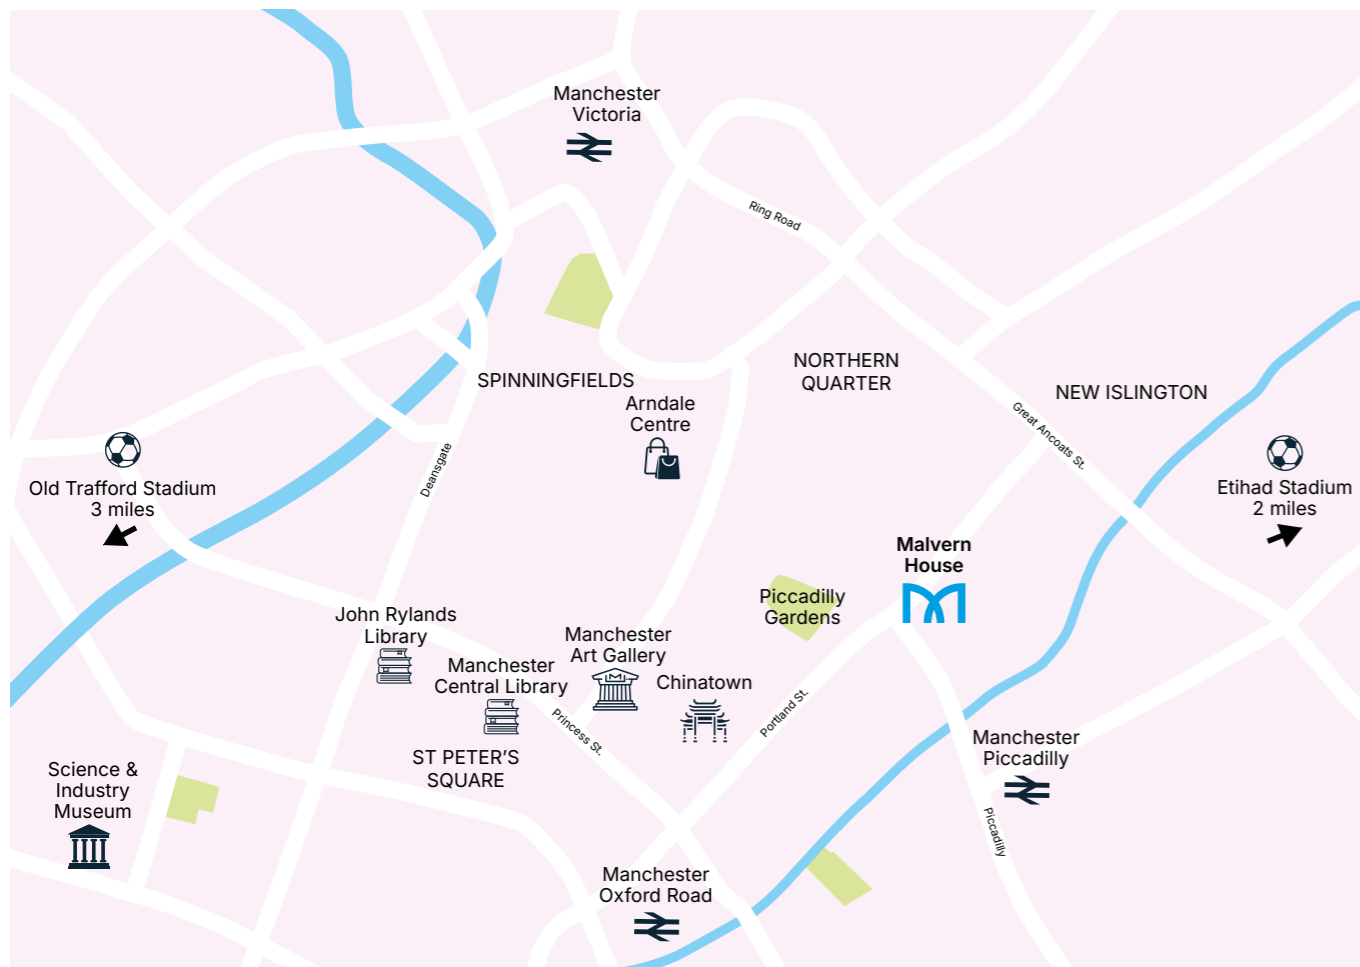 Manchester
Victoria
Ring Road
NORTHERN
QUARTER
SPINNINGFIELDS
NEW ISLINGTON
Arndale
Centre
Great Ancoats St.
Deansgate
Old Trafford Stadium
3 miles
Etihad Stadium
2 miles
Malvern
House
Piccadilly
Gardens
John Rylands
Library
Manchester
Art Gallery
Manchester
Central Library
Chinatown
Portland St.
Princess St.
Manchester
Piccadilly
ST PETER’S
SQUARE
Science &
Industry
Museum
Piccadilly
Manchester
Oxford Road